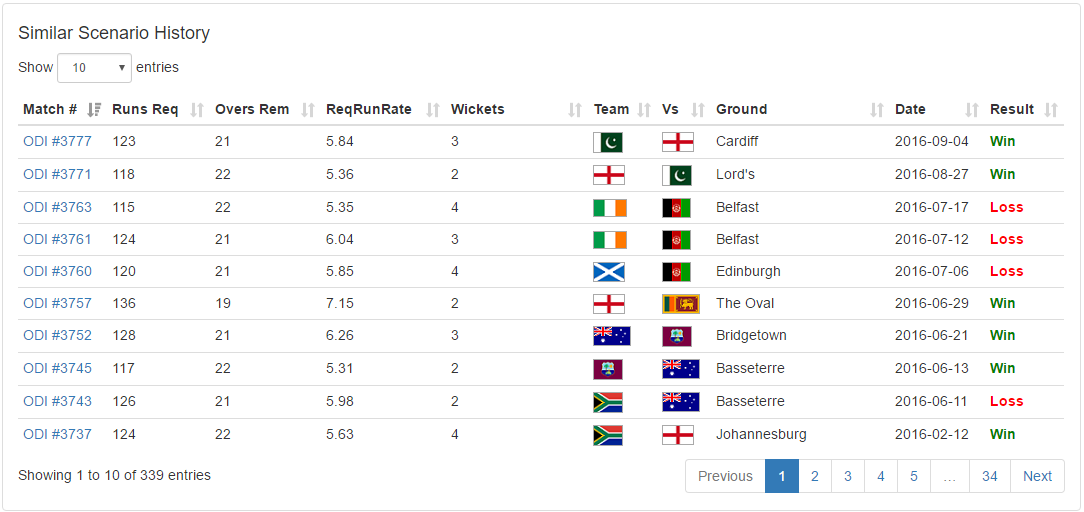 Similar Scenario History
Show 10 entries
Match # Runs Req Overs Rem ReqRunRate Wickets Team Vs Ground Date Result
ODI #3777 123 21 5.84 3 Cardiff 2016-09-04 Win
ODI #3771 118 22 5.36 2 Lord's 2016-08-27 Win
ODI #3763 115 22 5.35 4 Belfast 2016-07-17 Loss
ODI #3761 124 21 6.04 3 Belfast 2016-07-12 Loss
ODI #3760 120 21 5.85 4 Edinburgh 2016-07-06 Loss
ODI #3757 136 19 7.15 2 The Oval 2016-06-29 Win
ODI #3752 128 21 6.26 3 Bridgetown 2016-06-21 Win
ODI #3745 117 22 5.31 2 Basseterre 2016-06-13 Win
ODI #3743 126 21 5.98 2 Basseterre 2016-06-11 Loss
ODI #3737 124 22 5.63 4 Johannesburg 2016-02-12 Win
Showing 1 to 10 of 339 entries Previous 1 2 3 4 5 … 34 Next